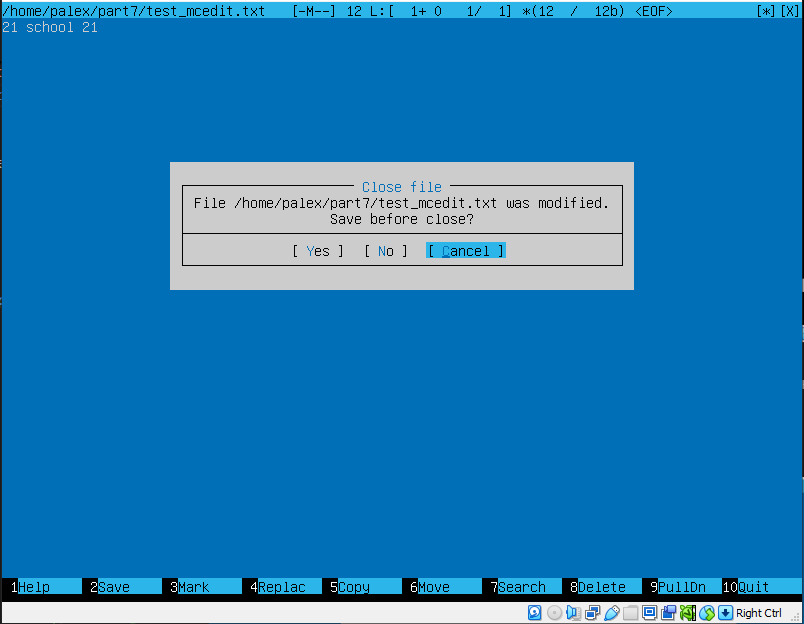 /home/palex/part7/test_mcedit.txt [-M--] 12 L:[ 1+ 0 1/ 1] *(12 / 12b) <EOF> [*][X]
21 school 21
Close file
File /home/palex/part7/test_mcedit.txt was modified.
Save before close?
[ Yes ] [ No ] [ Cancel ]
1Help 2Save 3Mark 4Replac 5Copy 6Move 7Search 8Delete 9PullDn 10Quit
Right Ctrl